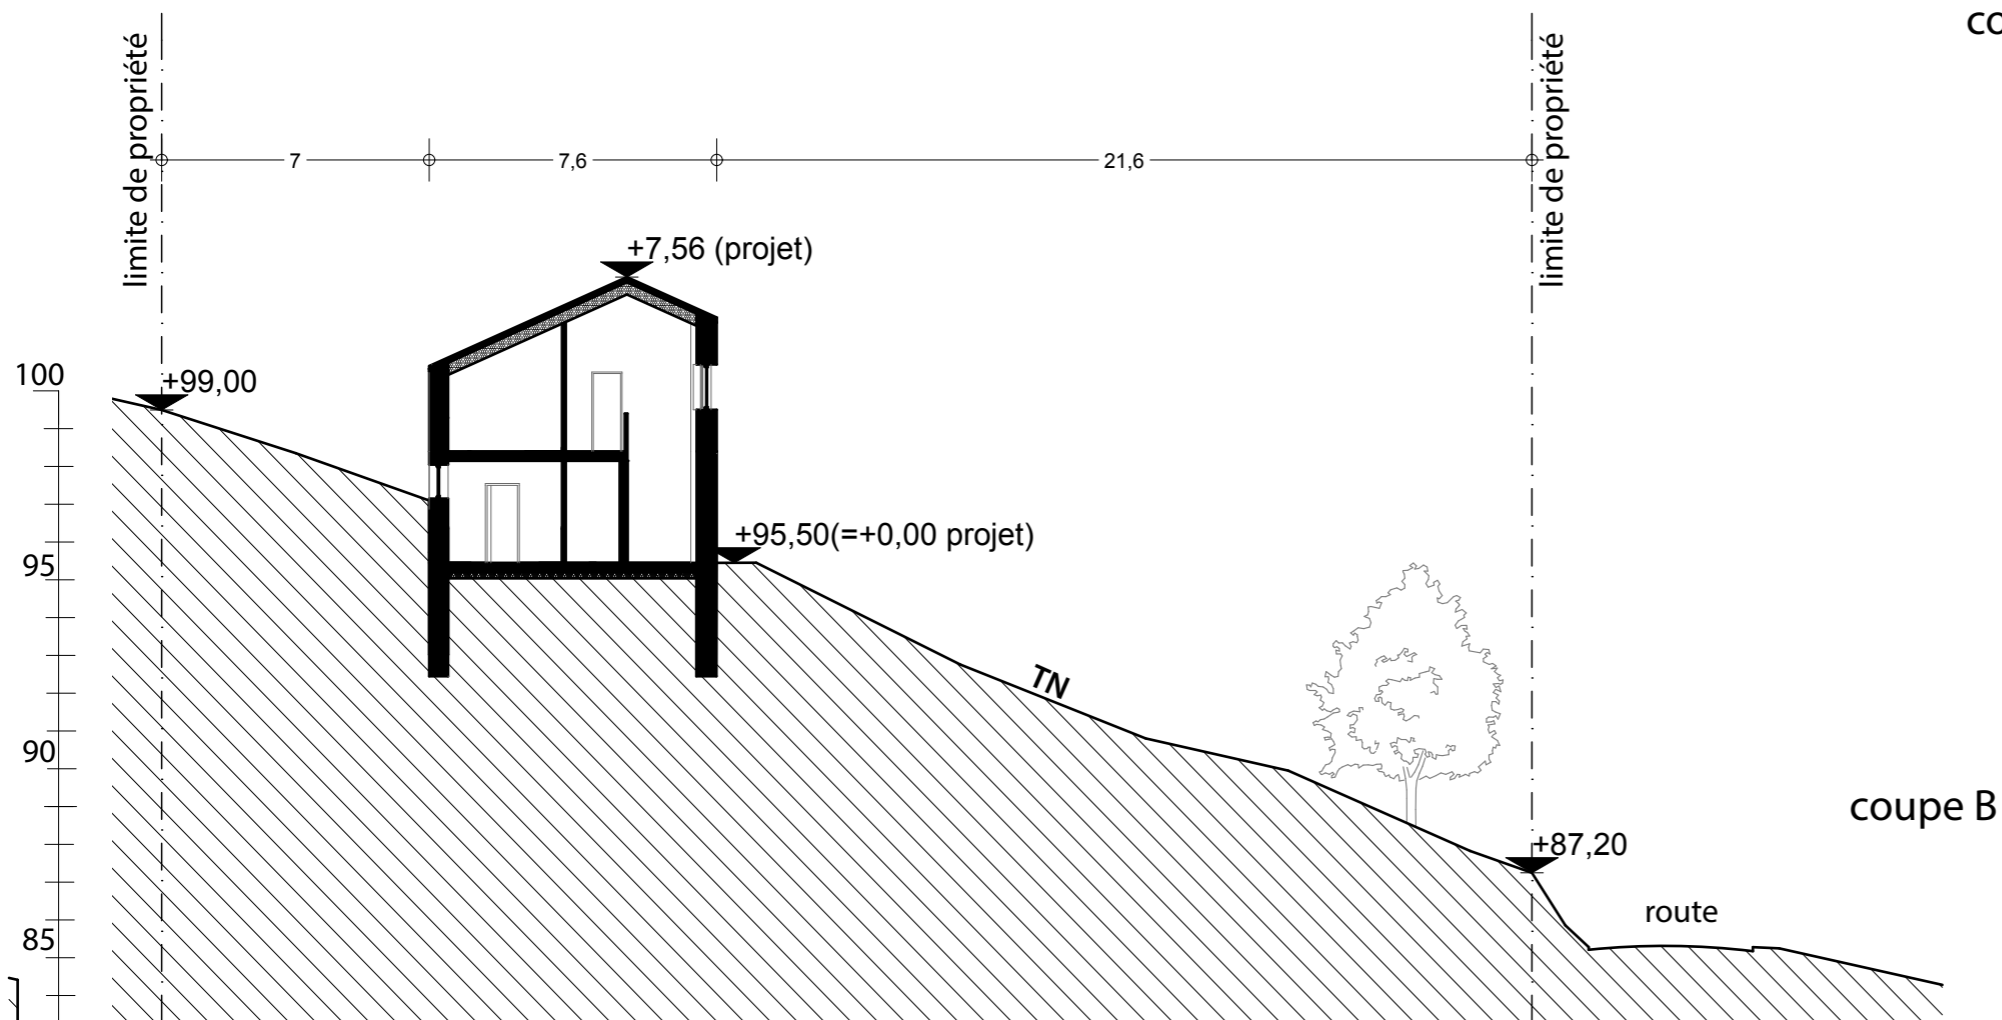 co
limite de propriété
limite de propriété
7
7,6
21,6
+7,56 (projet)
100
+99,00
+95,50(=+0,00 projet)
95
TN
90
coupe B
+87,20
route
85